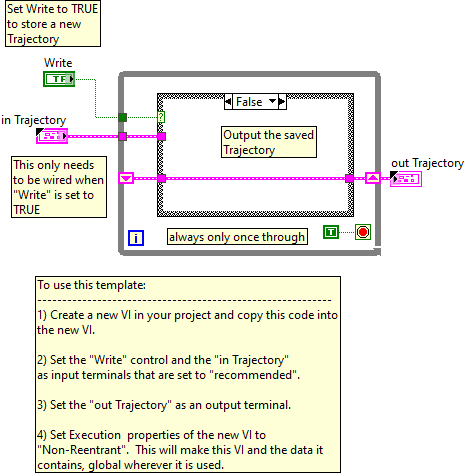 Set Write to TRUE
to store a new
Trajectory
Write
TF
in Trajectory
This only needs
to be wired when
"Write" is set to
TRUE
False
?
Output the saved
Trajectory
out Trajectory
i
always only once through
T
To use this template:
------------------------------------------------------
1) Create a new VI in your project and copy this code into
the new VI.
2) Set the "Write" control and the "in Trajectory"
as input terminals that are set to "recommended".
3) Set the "out Trajectory" as an output terminal.
4) Set Execution properties of the new VI to
"Non-Reentrant". This will make this VI and the data it
contains, global wherever it is used.